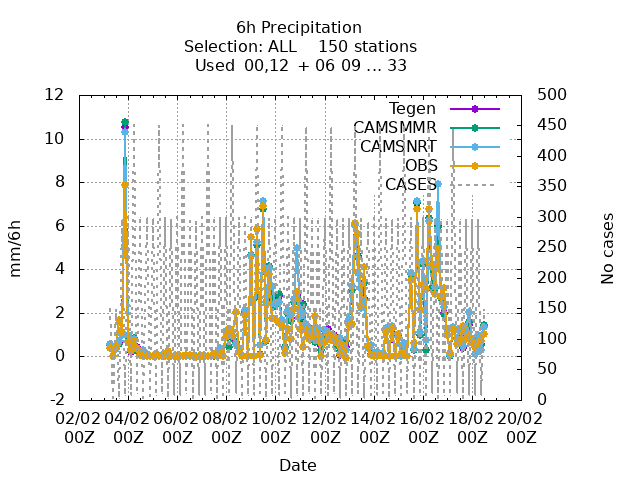 6h Precipitation
Selection: ALL 150 stations
Used 00,12 + 06 09 ... 33
12
10
8
6
4
2
0
-2
mm/6h
500
450
400
350
300
250
200
150
100
50
0
No cases
Tegen
CAMSMMR
CAMSNRT
OBS
CASES
02/02 04/02 06/02 08/02 10/02 12/02 14/02 16/02 18/02 20/02
00Z 00Z 00Z 00Z 00Z 00Z 00Z 00Z 00Z 00Z
Date